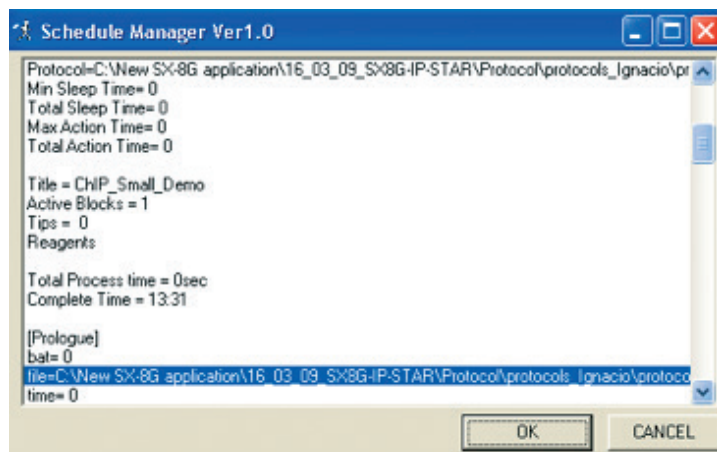 Schedule Manager Ver1.0
Protocol=C:\New SX-8G application\16_03_09_SX8G-IP-STAR\Protocol\protocols_Ignacio\pr
Min Sleep Time= 0
Total Sleep Time= 0
Max Action Time= 0
Total Action Time= 0
Title = ChIP_Small_Demo
Active Blocks = 1
Tips = 0
Reagents
Total Process time = 0sec
Complete Time = 13:31
[Prologue]
bat= 0
file=C:\New SX-8G application\16_03_09_SX8G-IP-STAR\Protocol\protocols_Ignacio\protoco
time= 0
OK
CANCEL